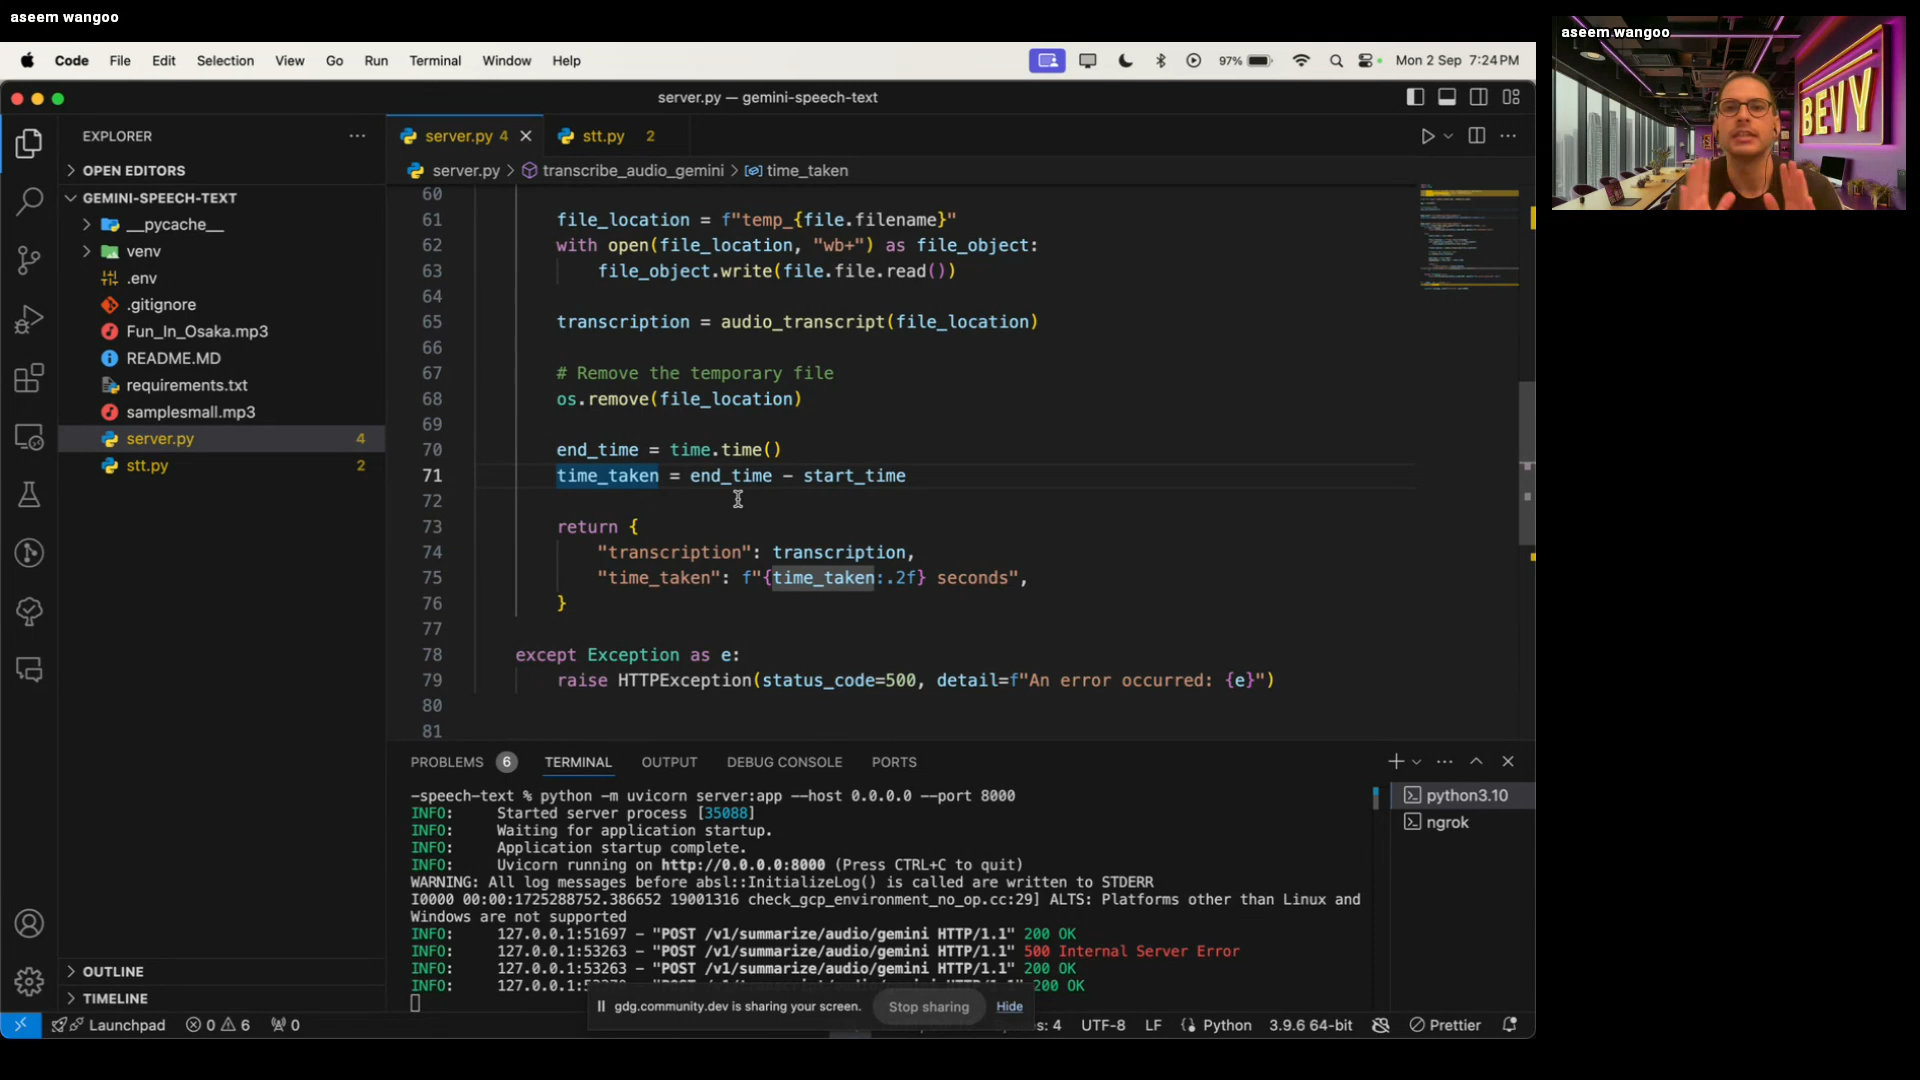 aseem wangoo
aseem wangoo
BEVY
Code File Edit Selection View Go Run Terminal Window Help
97% Mon 2 Sep 7:24 PM
server.py — gemini-speech-text
EXPLORER
OPEN EDITORS
GEMINI-SPEECH-TEXT
__pycache__
venv
.env
.gitignore
Fun_In_Osaka.mp3
README.MD
requirements.txt
samplesmall.mp3
server.py 4
stt.py 2
OUTLINE
TIMELINE
server.py 4 stt.py 2
server.py > transcribe_audio_gemini > time_taken
60
61 file_location = f"temp_{file.filename}"
62 with open(file_location, "wb+") as file_object:
63 file_object.write(file.file.read())
64
65 transcription = audio_transcript(file_location)
66
67 # Remove the temporary file
68 os.remove(file_location)
69
70 end_time = time.time()
71 time_taken = end_time - start_time
72
73 return {
74 "transcription": transcription,
75 "time_taken": f"{time_taken:.2f} seconds",
76 }
77
78 except Exception as e:
79 raise HTTPException(status_code=500, detail=f"An error occurred: {e}")
80
81
PROBLEMS 6 TERMINAL OUTPUT DEBUG CONSOLE PORTS
-speech-text % python -m uvicorn server:app --host 0.0.0.0 --port 8000
INFO: Started server process [35088]
INFO: Waiting for application startup.
INFO: Application startup complete.
INFO: Uvicorn running on http://0.0.0.0:8000 (Press CTRL+C to quit)
WARNING: All log messages before absl::InitializeLog() is called are written to STDERR
I0000 00:00:1725288752.386652 19001316 check_gcp_environment_no_op.cc:29] ALTS: Platforms other than Linux and
Windows are not supported
INFO: 127.0.0.1:51697 - "POST /v1/summarize/audio/gemini HTTP/1.1" 200 OK
INFO: 127.0.0.1:53263 - "POST /v1/summarize/audio/gemini HTTP/1.1" 500 Internal Server Error
INFO: 127.0.0.1:53263 - "POST /v1/summarize/audio/gemini HTTP/1.1" 200 OK
INFO: 200 OK
python3.10
ngrok
gdg.community.dev is sharing your screen. Stop sharing Hide
Launchpad 0 6 0
UTF-8 LF Python 3.9.6 64-bit Prettier